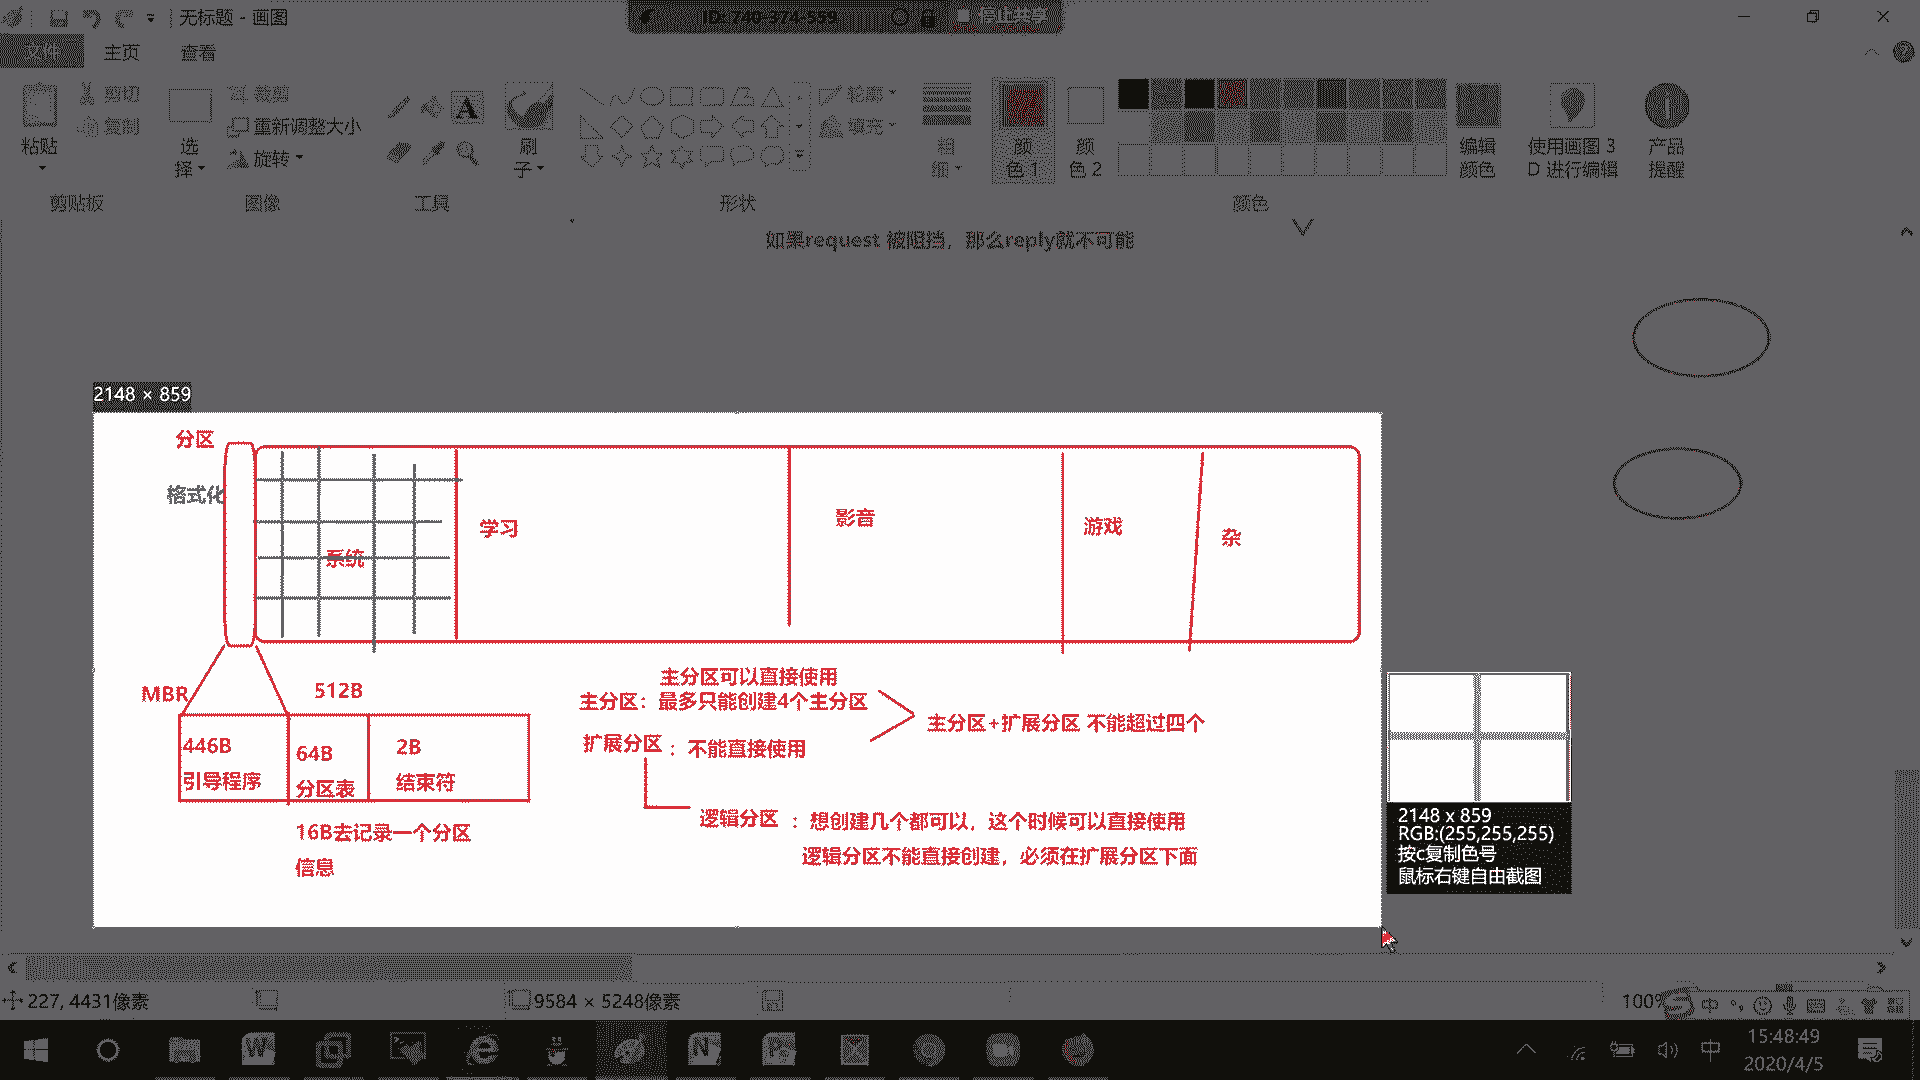 无标题 - 画图
ID: 740-374-559
停止共享
文件
主页
查看
粘贴
剪切
复制
选择
裁剪
重新调整大小
旋转
A
刷子
轮廓
填充
粗细
颜色 1
颜色 2
编辑颜色
使用画图 3 D 进行编辑
产品提醒
剪贴板
图像
工具
形状
颜色
如果request 被阻挡，那么reply就不可能
2148 × 859
分区
格式化
系统
学习
影音
游戏
杂
MBR
512B
446B
引导程序
64B
分区表
2B
结束符
16B去记录一个分区
信息
主分区可以直接使用
主分区：最多只能创建4个主分区
扩展分区 ：不能直接使用
主分区+扩展分区 不能超过四个
逻辑分区 ：想创建几个都可以，这个时候可以直接使用
逻辑分区不能直接创建，必须在扩展分区下面
2148 x 859
RGB:(255,255,255)
按c复制色号
鼠标右键自由截图
227, 4431像素
9584 × 5248像素
100%
中
中
15:48:49
2020/4/5